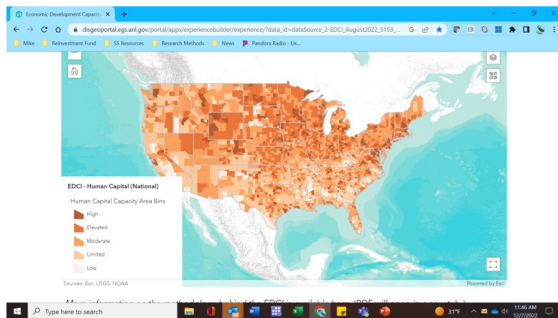 Economic Development Capacity
disgeoportal.egs.anl.gov/portal/apps/experiencebuilder/experience/?data_id=dataSource_2-EDCI_August2022_5153_...
Mike
Reinvestment Fund
SS Resources
Research Methods
News
Pandora Radio - Lis...
EDCI - Human Capital (National)
Human Capital Capacity Area Bins
High
Elevated
Moderate
Limited
Low
Sources: Esri, USGS, NOAA
Powered by Esri
Type here to search
31°F
11:46 AM
12/7/2022